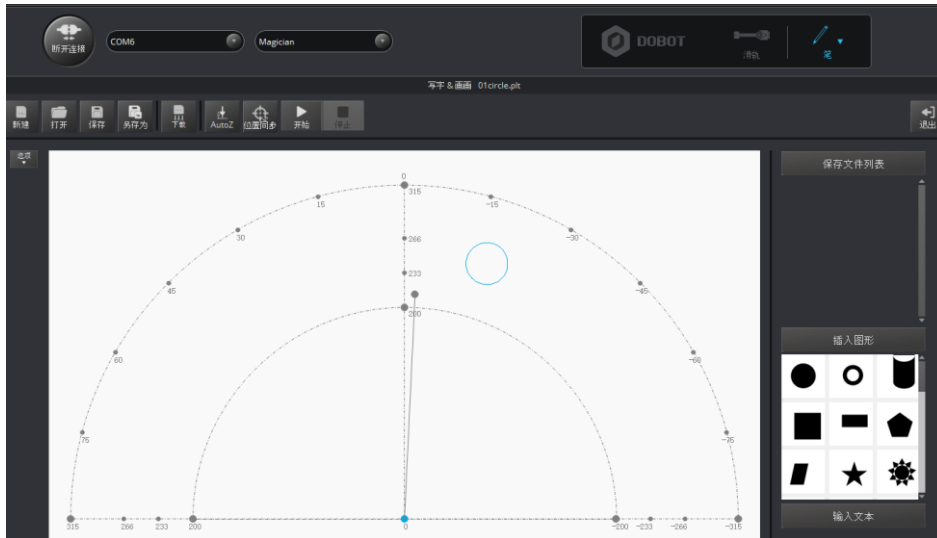 断开连接 COM6 Magician DOBOT 滑轨 笔
写字 & 画画 01circle.plt
新建 打开 保存 另存为 下载 AutoZ 位置同步 开始 停止 退出
选项
保存文件列表
0
315
15 -15
30 -30
266
233
45 -45
200
60 -60
75 -75
315 266 233 200 0 -200 -233 -266 -315
插入图形
输入文本